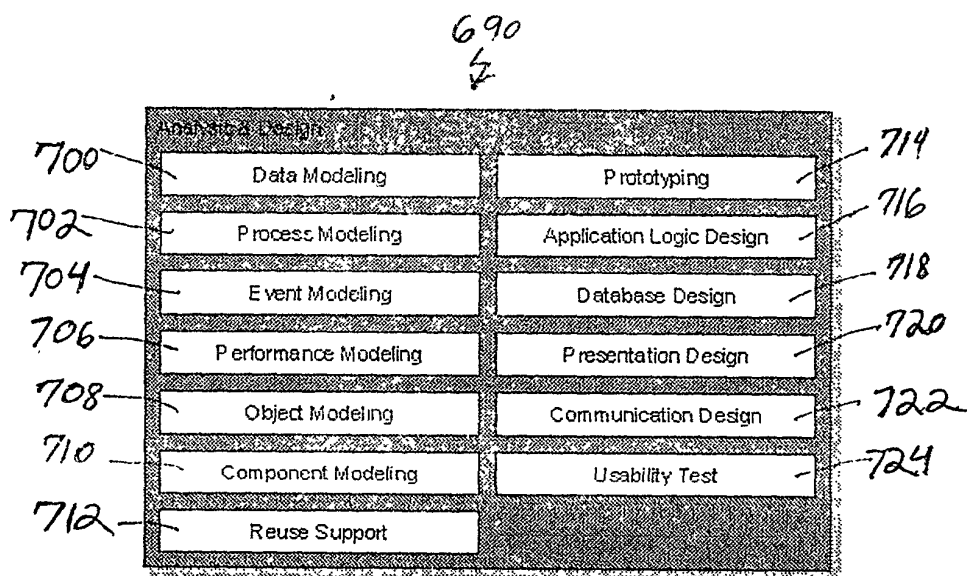 690
Analysis & Design
700 Data Modeling
702 Process Modeling
704 Event Modeling
706 Performance Modeling
708 Object Modeling
710 Component Modeling
712 Reuse Support
Prototyping 714
Application Logic Design 716
Database Design 718
Presentation Design 720
Communication Design 722
Usability Test 724